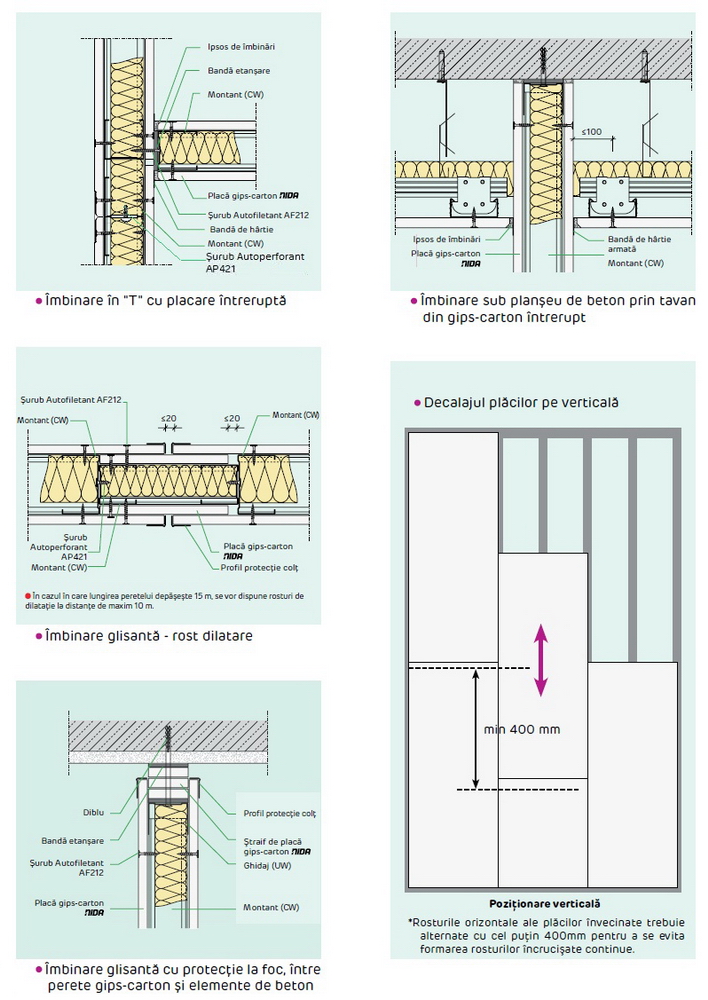 Ipsos de îmbinări
Bandă etanşare
Montant (CW)
Placă gips-carton NIDA
Şurub Autofiletant AF212
Bandă de hârtie
Montant (CW)
Şurub Autoperforant
AP421
Îmbinare în "T" cu placare întreruptă
≤100
Ipsos de îmbinări
Placă gips-carton
NIDA
Bandă de hârtie
armată
Montant (CW)
Îmbinare sub planşeu de beton prin tavan
din gips-carton întrerupt
Şurub Autofiletant AF212
Montant (CW)
≤20
≤20
Montant (CW)
Şurub
Autoperforant
AP421
Montant (CW)
Placă gips-carton
NIDA
Profil protecţie colţ
În cazul în care lungirea peretelui depăşeşte 15 m, se vor dispune rosturi de
dilataţie la distanţe de maxim 10 m.
Îmbinare glisantă - rost dilatare
Decalajul plăcilor pe verticală
min 400 mm
Poziţionare verticală
*Rosturile orizontale ale plăcilor învecinate trebuie
alternate cu cel puţin 400mm pentru a se evita
formarea rosturilor încrucişate continue.
Diblu
Bandă etanşare
Şurub Autofiletant
AF212
Placă gips-carton
NIDA
Profil protecţie colţ
Ştraif de placă
gips-carton NIDA
Ghidaj (UW)
Montant (CW)
Îmbinare glisantă cu protecţie la foc, între
perete gips-carton şi elemente de beton